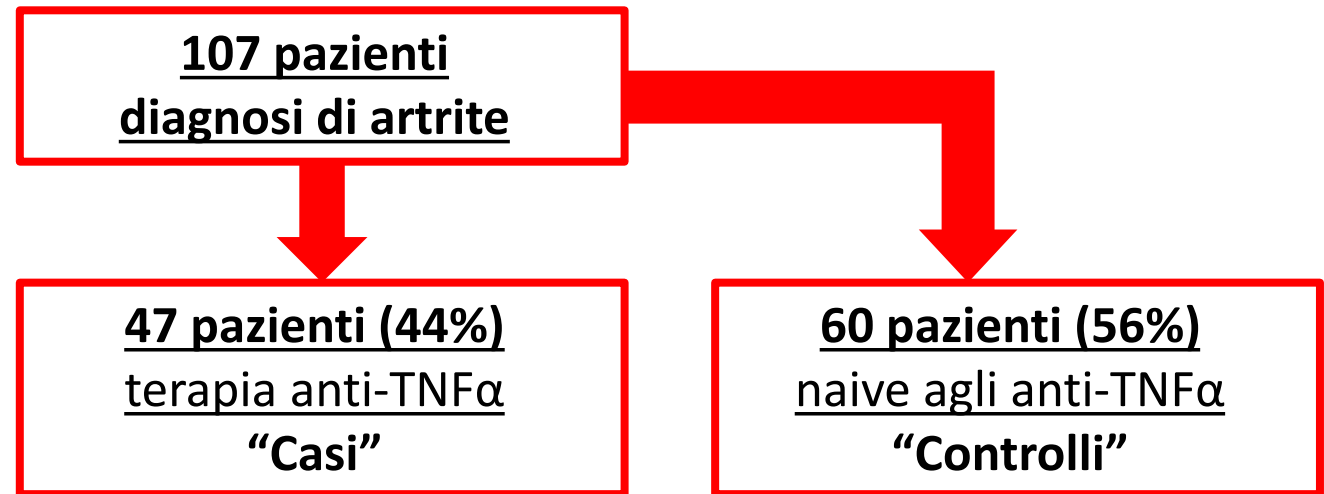 107 pazienti
diagnosi di artrite
47 pazienti (44%)
terapia anti-TNFα
“Casi”
60 pazienti (56%)
naive agli anti-TNFα
“Controlli”